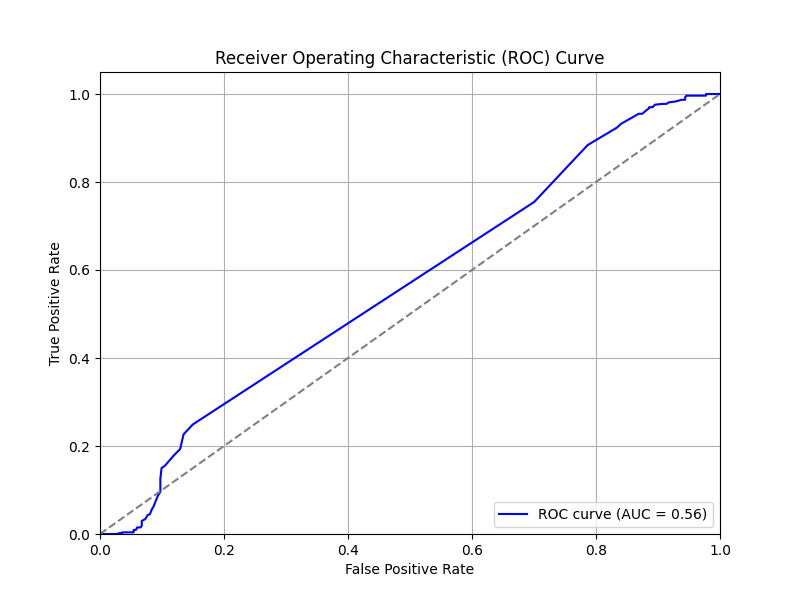 Receiver Operating Characteristic (ROC) Curve
True Positive Rate
1.0
0.8
0.6
0.4
0.2
0.0
ROC curve (AUC = 0.56)
0.0 0.2 0.4 0.6 0.8 1.0
False Positive Rate